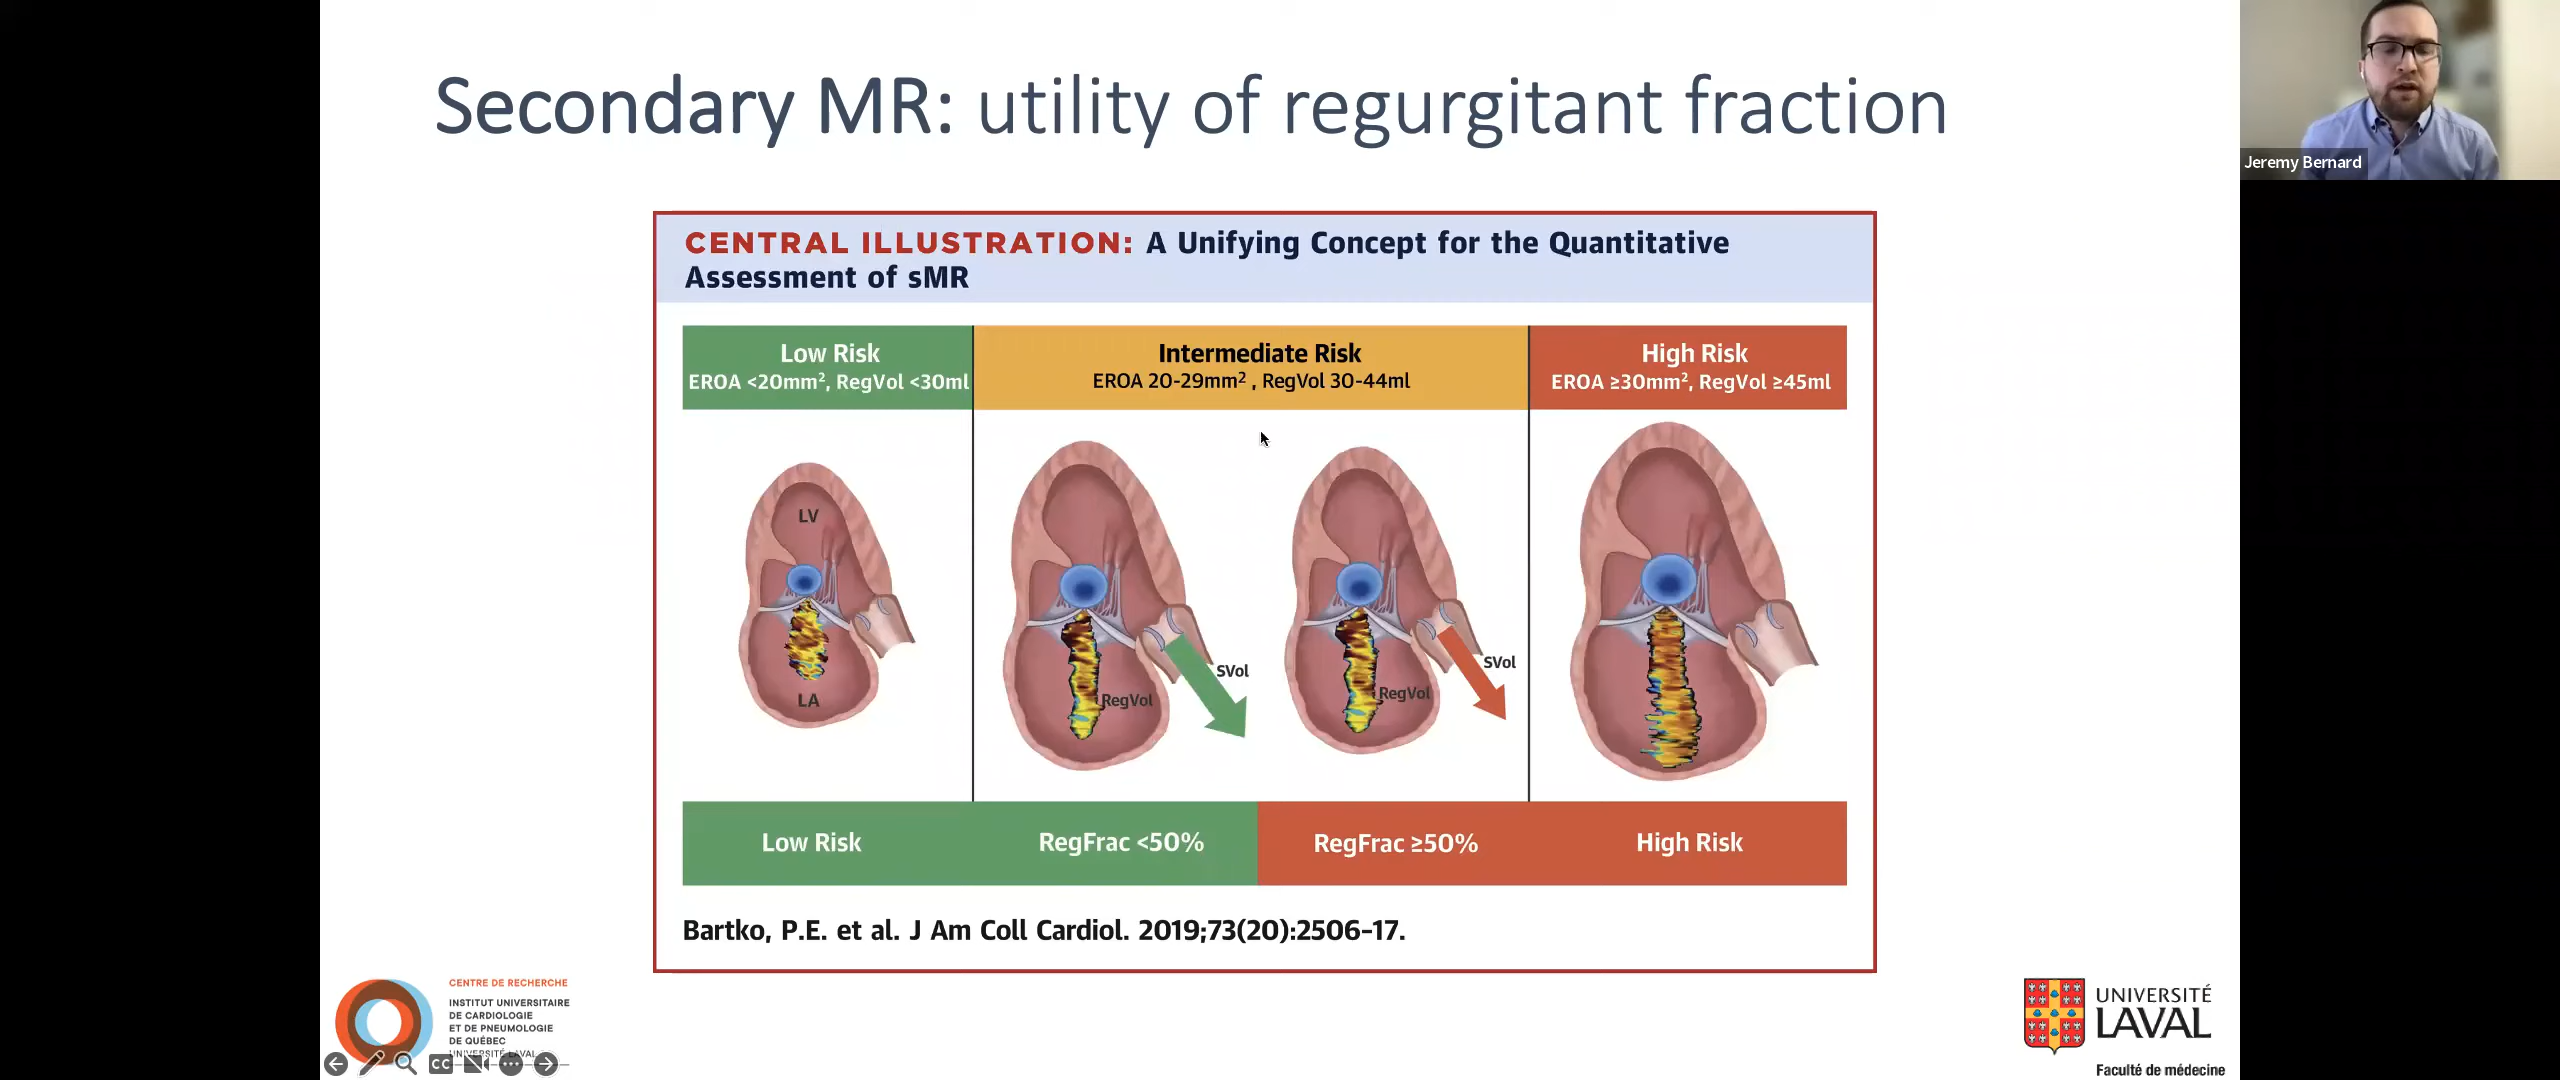 Secondary MR: utility of regurgitant fraction
Jeremy Bernard
CENTRAL ILLUSTRATION: A Unifying Concept for the Quantitative
Assessment of sMR
Low Risk
EROA <20mm², RegVol <30ml
Intermediate Risk
EROA 20-29mm² , RegVol 30-44ml
High Risk
EROA ≥30mm², RegVol ≥45ml
LV
LA
RegVol
SVol
RegVol
SVol
Low Risk
RegFrac <50%
RegFrac ≥50%
High Risk
Bartko, P.E. et al. J Am Coll Cardiol. 2019;73(20):2506-17.
CENTRE DE RECHERCHE
INSTITUT UNIVERSITAIRE
DE CARDIOLOGIE
ET DE PNEUMOLOGIE
DE QUÉBEC
UNIVERSITÉ LAVAL
CC
UNIVERSITÉ
LAVAL
Faculté de médecine